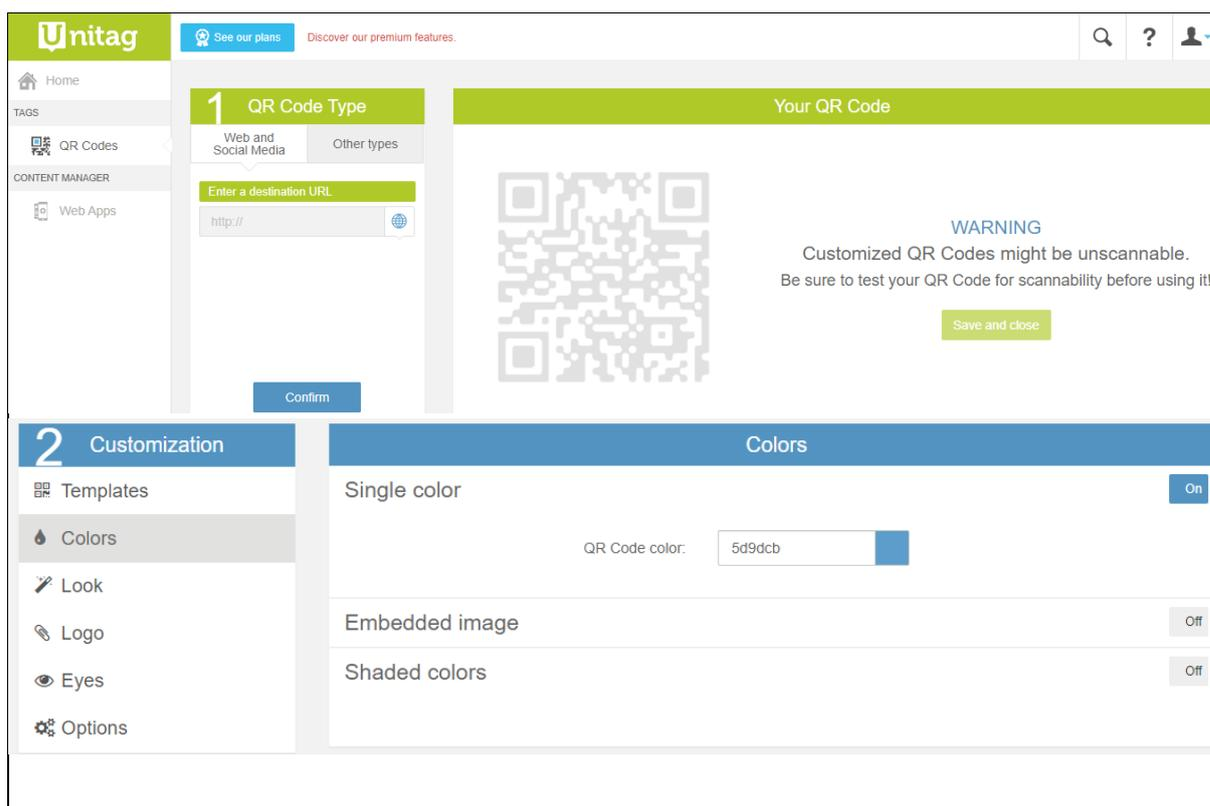 Unitag
See our plans
Discover our premium features.
?
Home
TAGS
QR Codes
CONTENT MANAGER
Web Apps
1 QR Code Type
Web and
Social Media
Other types
Enter a destination URL
http://
Confirm
Your QR Code
WARNING
Customized QR Codes might be unscannable.
Be sure to test your QR Code for scannability before using it!
Save and close
2 Customization
Templates
Colors
Look
Logo
Eyes
Options
Colors
Single color
On
QR Code color:
5d9dcb
Embedded image
Off
Shaded colors
Off